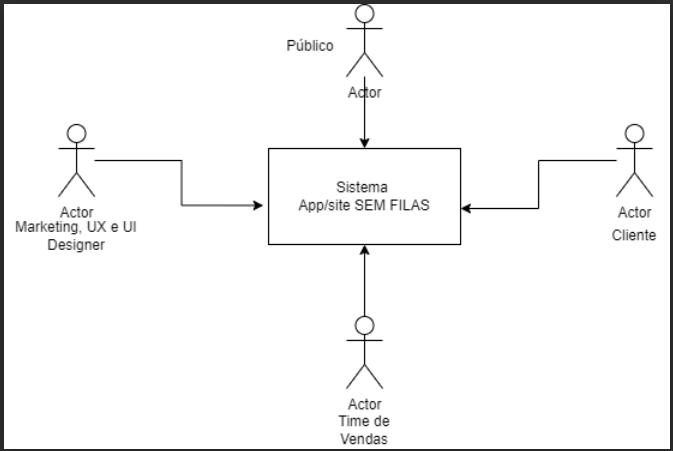 Público
Actor
Sistema
App/site SEM FILAS
Actor
Marketing, UX e UI
Designer
Actor
Cliente
Actor
Time de
Vendas